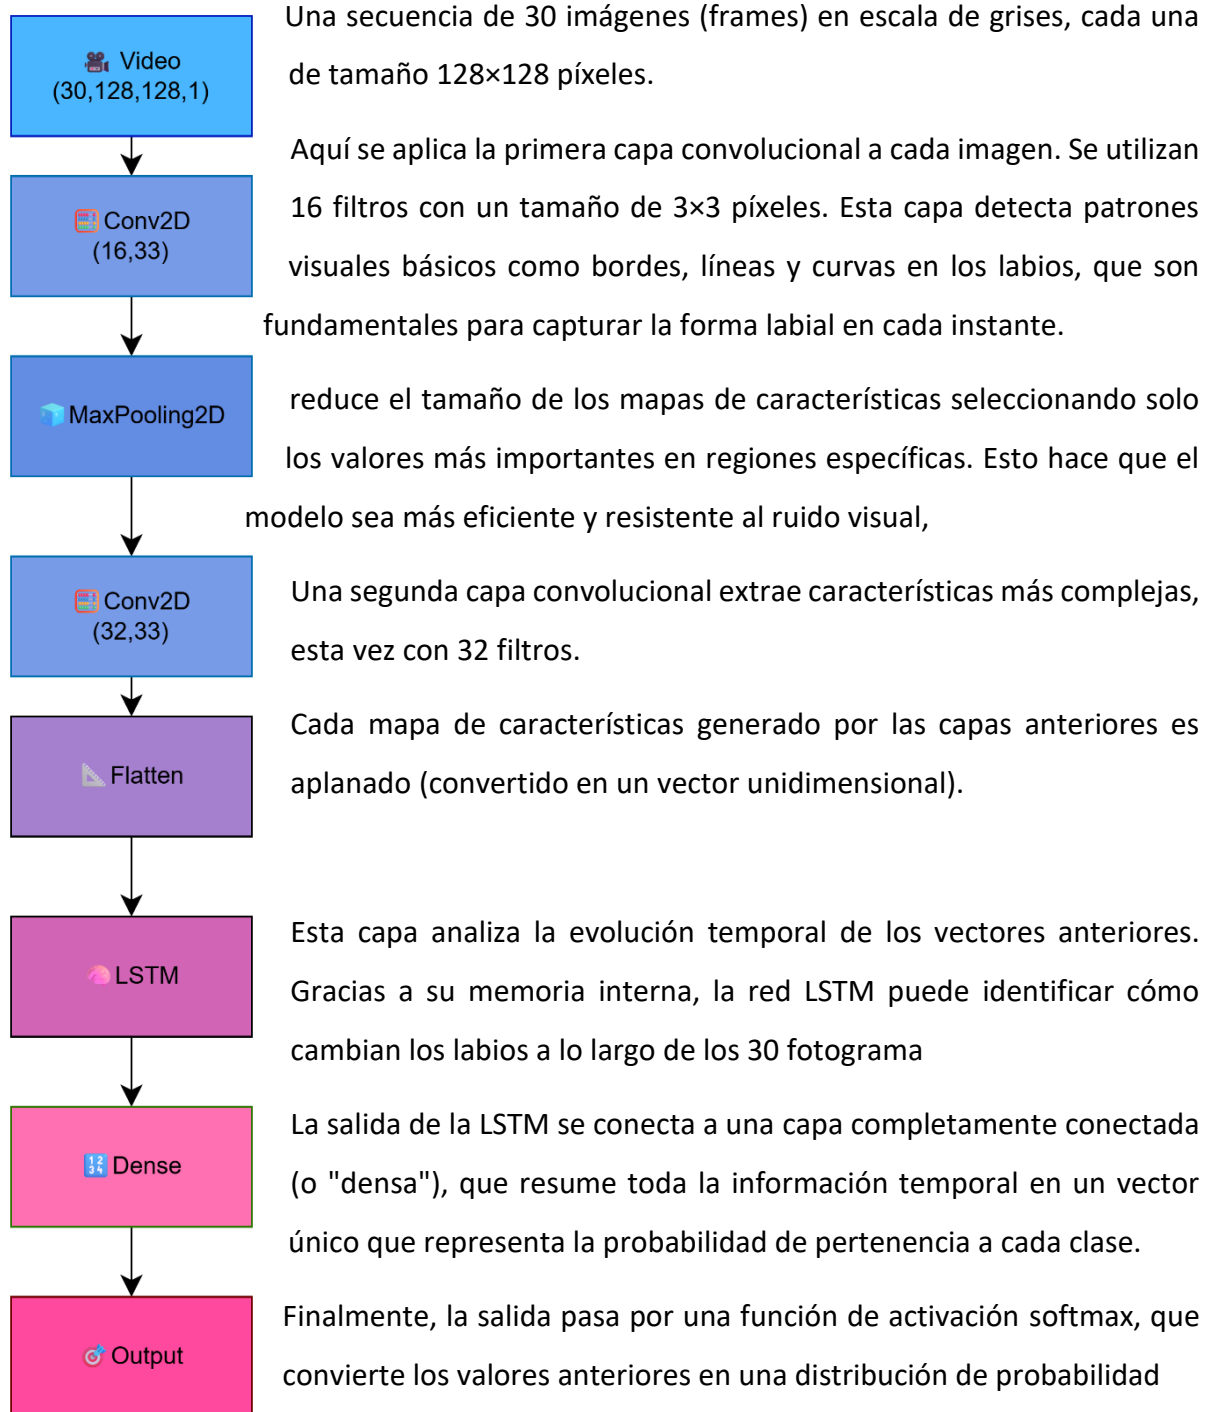 🎥 Video
(30,128,128,1)
Una secuencia de 30 imágenes (frames) en escala de grises, cada una
de tamaño 128×128 píxeles.
Conv2D
(16,33)
Aquí se aplica la primera capa convolucional a cada imagen. Se utilizan
16 filtros con un tamaño de 3×3 píxeles. Esta capa detecta patrones
visuales básicos como bordes, líneas y curvas en los labios, que son
fundamentales para capturar la forma labial en cada instante.
MaxPooling2D
reduce el tamaño de los mapas de características seleccionando solo
los valores más importantes en regiones específicas. Esto hace que el
modelo sea más eficiente y resistente al ruido visual,
Conv2D
(32,33)
Una segunda capa convolucional extrae características más complejas,
esta vez con 32 filtros.
Flatten
Cada mapa de características generado por las capas anteriores es
aplanado (convertido en un vector unidimensional).
LSTM
Esta capa analiza la evolución temporal de los vectores anteriores.
Gracias a su memoria interna, la red LSTM puede identificar cómo
cambian los labios a lo largo de los 30 fotograma
Dense
La salida de la LSTM se conecta a una capa completamente conectada
(o "densa"), que resume toda la información temporal en un vector
único que representa la probabilidad de pertenencia a cada clase.
Output
Finalmente, la salida pasa por una función de activación softmax, que
convierte los valores anteriores en una distribución de probabilidad